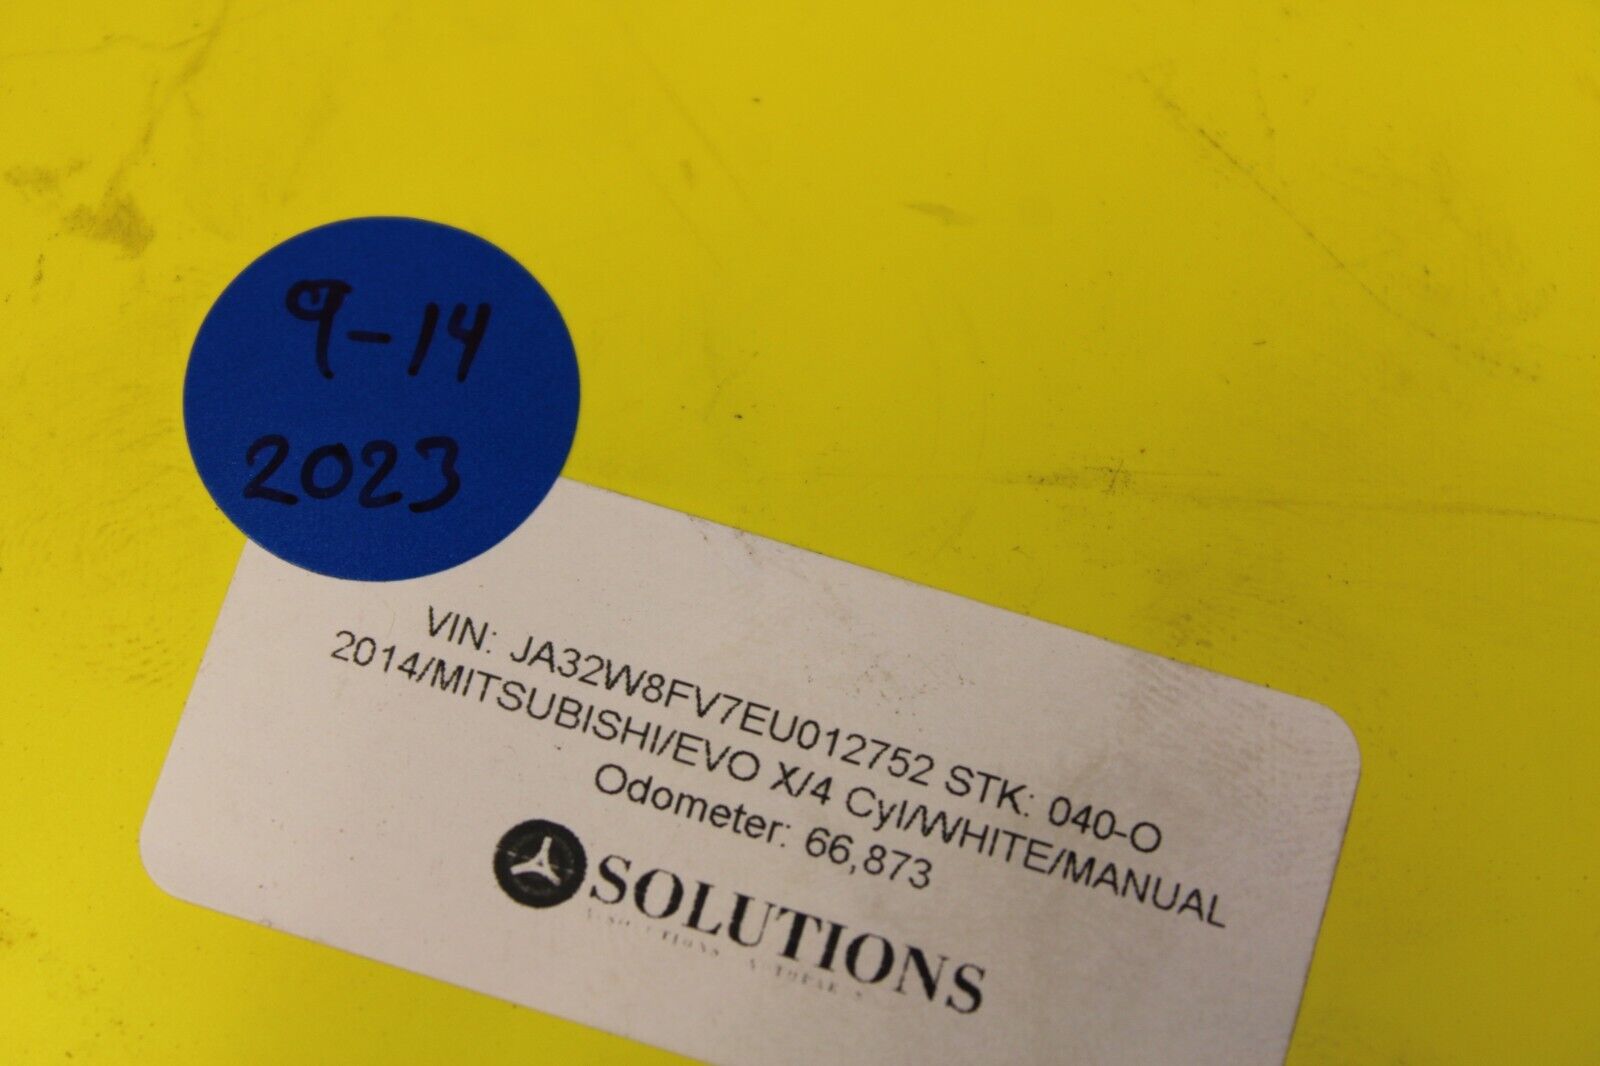 9-14
2023
VIN: JA32W8FV7EU012752 STK: 040-O
2014/MITSUBISHI/EVO X/4 Cyl/WHITE/MANUAL
Odometer: 66,873
SOLUTIONS